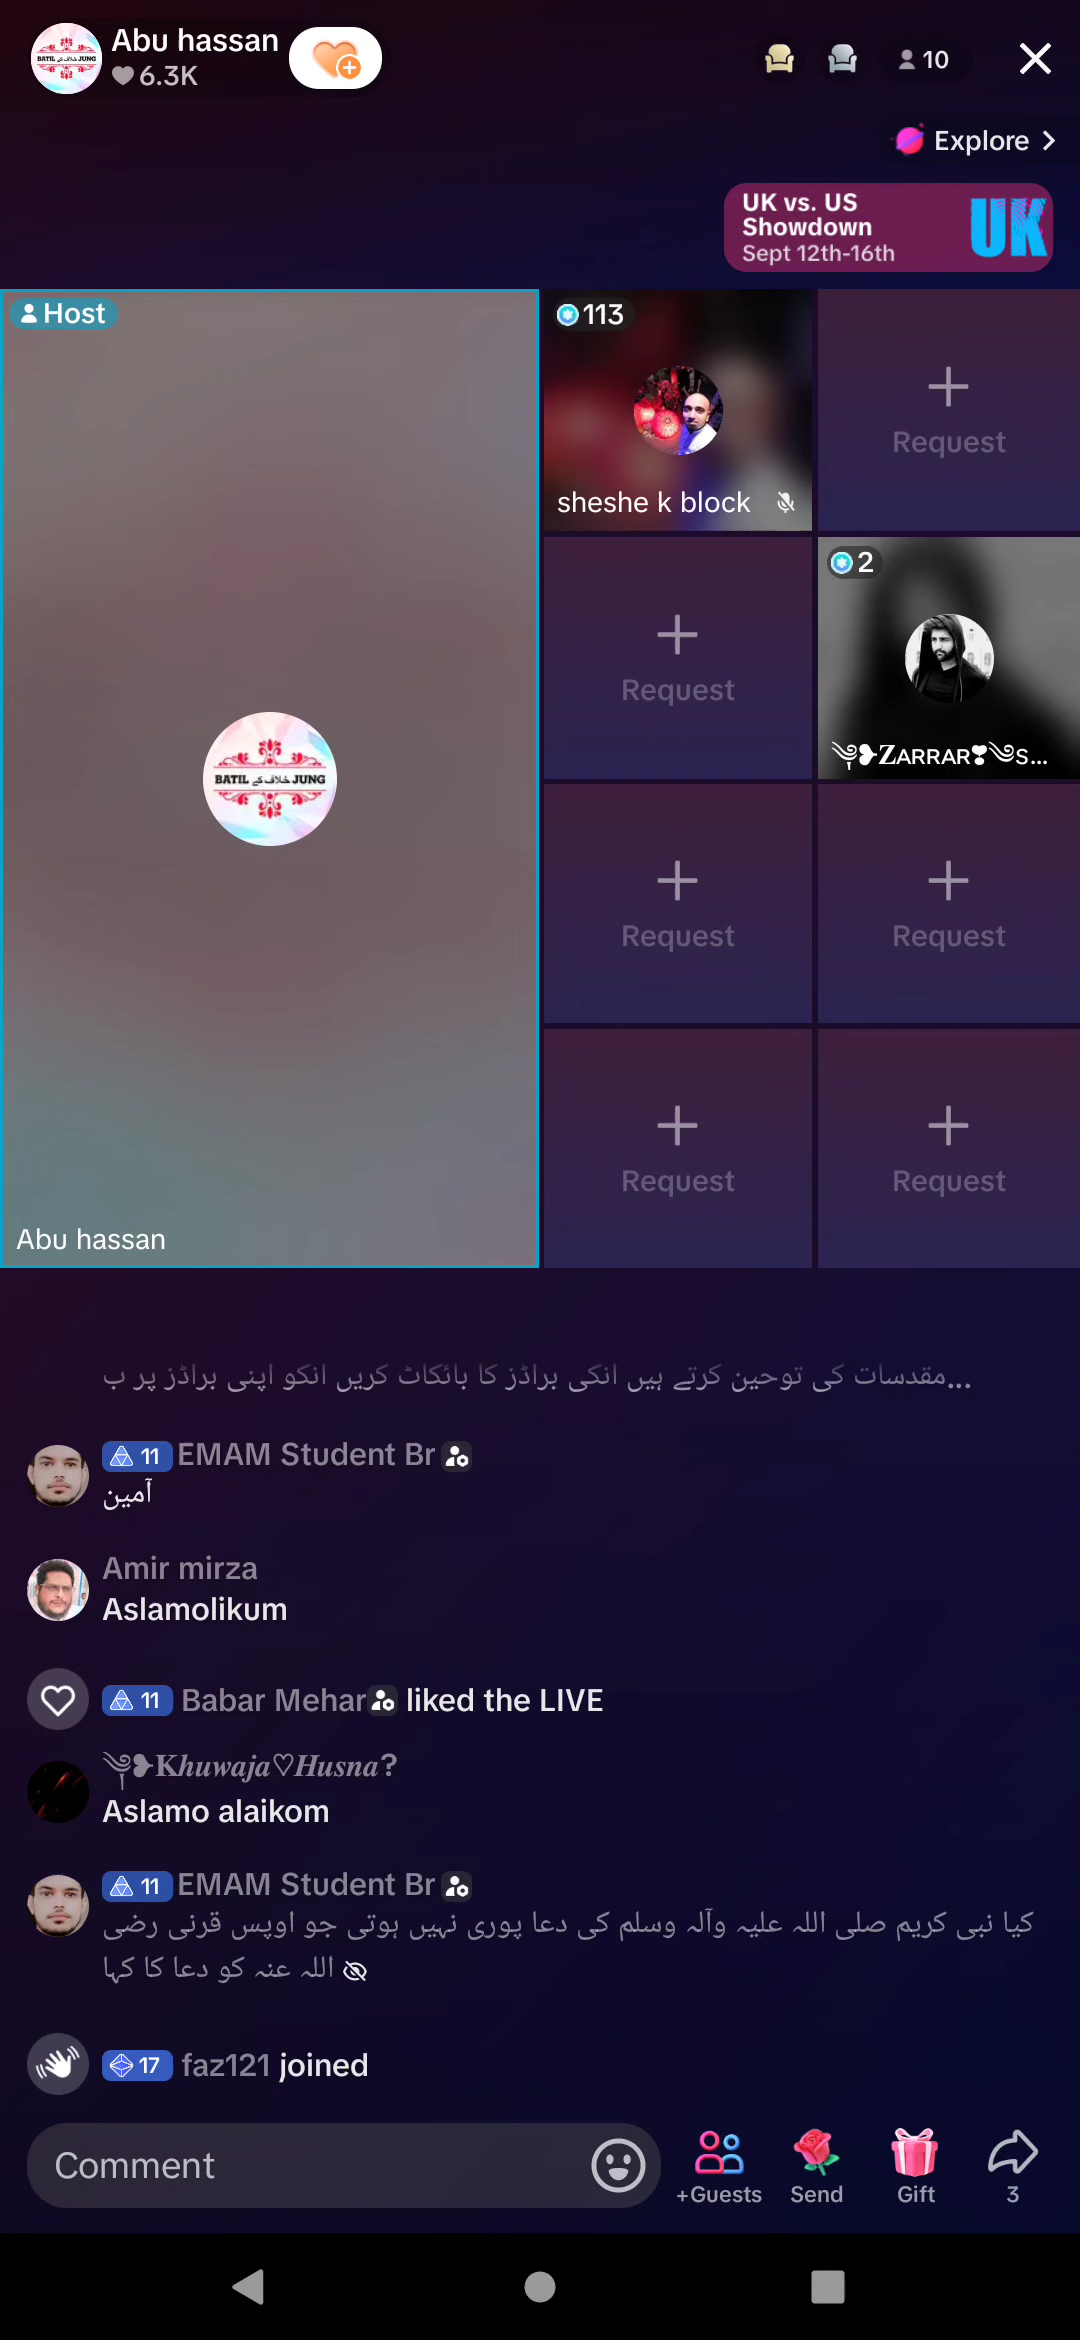 Abu hassan
6.3K
10
Explore
UK vs. US
Showdown
Sept 12th-16th
UK
Host
BATIL خلاف کے JUNG
Abu hassan
113
sheshe k block
Request
Request
2
༆❥ZARRAR❣༄S...
Request
Request
Request
Request
Request
مقدسات کی توحین کرتے ہیں انکی براڈز کا بائکاٹ کریں انکو اپنی براڈز پر ب...
11 EMAM Student Br
آمین
Amir mirza
Aslamolikum
11 Babar Mehar liked the LIVE
༆❥Khuwaja♡Husna?
Aslamo alaikom
11 EMAM Student Br
کیا نبی کریم صلی اللہ علیہ وآلہ وسلم کی دعا پوری نہیں ہوتی جو اویس قرنی رضی
اللہ عنہ کو دعا کا کہا
17 faz121 joined
Comment
+Guests
Send
Gift
3